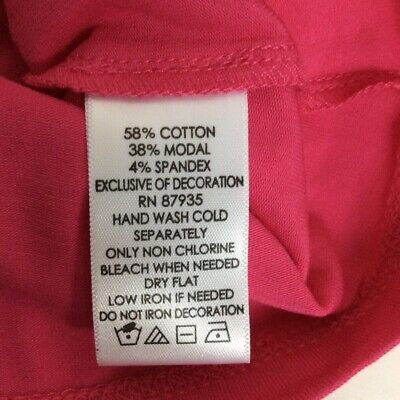 58% COTTON
38% MODAL
4% SPANDEX
EXCLUSIVE OF DECORATION
RN 87935
HAND WASH COLD
SEPARATELY
ONLY NON CHLORINE
BLEACH WHEN NEEDED
DRY FLAT
LOW IRON IF NEEDED
DO NOT IRON DECORATION